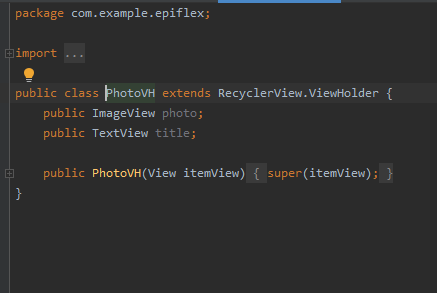 package com.example.epiflex;
import ...
public class PhotoVH extends RecyclerView.ViewHolder {
public ImageView photo;
public TextView title;
public PhotoVH(View itemView) { super(itemView); }
}